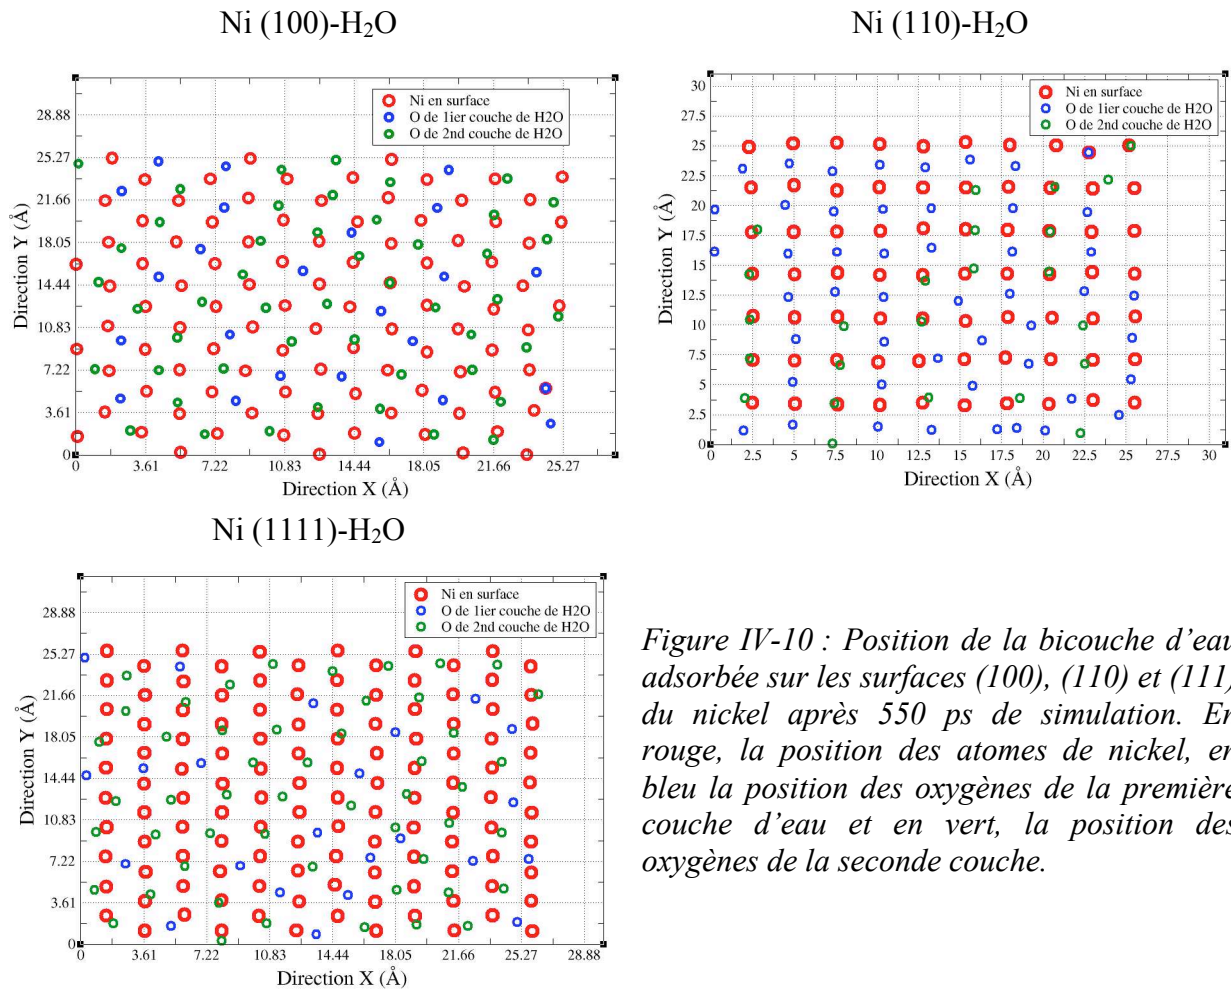 Ni (100)-H₂O
Ni (110)-H₂O
Ni en surface
O de 1ier couche de H2O
O de 2nd couche de H2O
28.88
25.27
21.66
18.05
14.44
10.83
7.22
3.61
0
Direction Y (Å)
0 3.61 7.22 10.83 14.44 18.05 21.66 25.27
Direction X (Å)
Ni en surface
O de 1ier couche de H2O
O de 2nd couche de H2O
30
27.5
25
22.5
20
17.5
15
12.5
10
7.5
5
2.5
0
Direction Y (Å)
0 2.5 5 7.5 10 12.5 15 17.5 20 22.5 25 27.5 30
Direction X (Å)
Ni (1111)-H₂O
Ni en surface
O de 1ier couche de H2O
O de 2nd couche de H2O
28.88
25.27
21.66
18.05
14.44
10.83
7.22
3.61
0
Direction Y (Å)
0 3.61 7.22 10.83 14.44 18.05 21.66 25.27 28.88
Direction X (Å)
Figure IV-10 : Position de la bicouche d'eau
adsorbée sur les surfaces (100), (110) et (111)
du nickel après 550 ps de simulation. En
rouge, la position des atomes de nickel, en
bleu la position des oxygènes de la première
couche d'eau et en vert, la position des
oxygènes de la seconde couche.